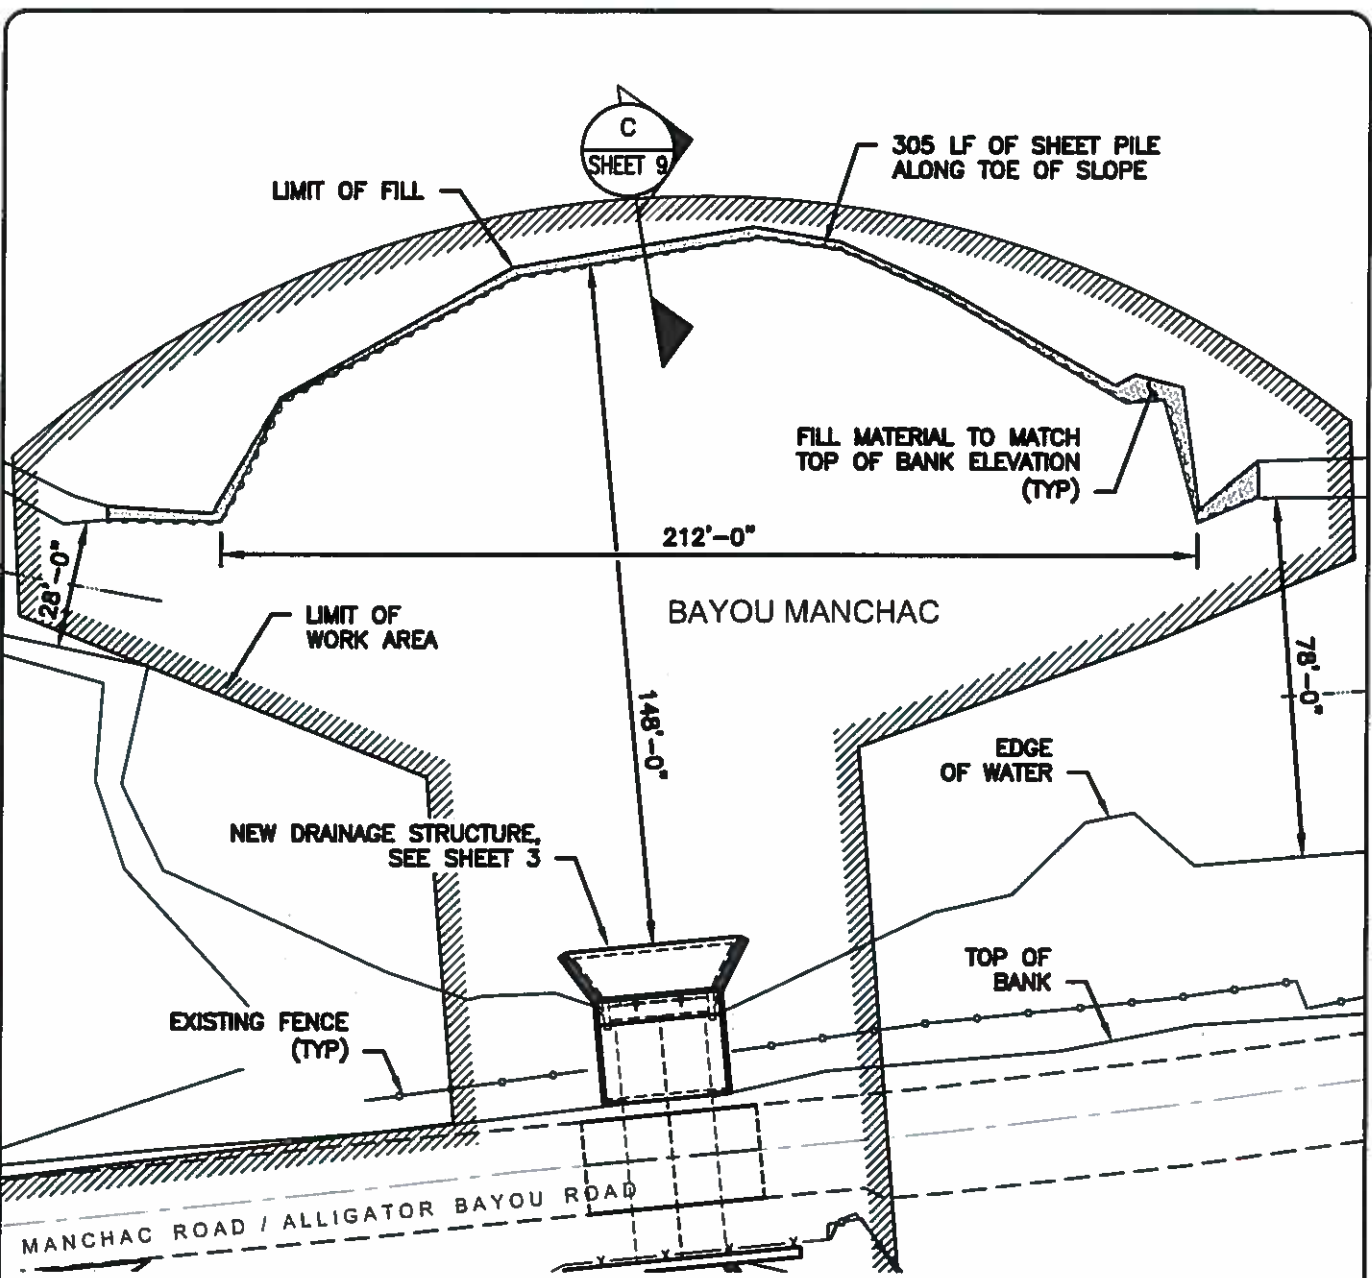 C
SHEET 9
305 LF OF SHEET PILE
ALONG TOE OF SLOPE
LIMIT OF FILL
FILL MATERIAL TO MATCH
TOP OF BANK ELEVATION
(TYP)
212'-0"
28'-0"
BAYOU MANCHAC
LIMIT OF
WORK AREA
78'-0"
148'-0"
EDGE
OF WATER
NEW DRAINAGE STRUCTURE,
SEE SHEET 3
TOP OF
BANK
EXISTING FENCE
(TYP)
MANCHAC ROAD / ALLIGATOR BAYOU ROAD